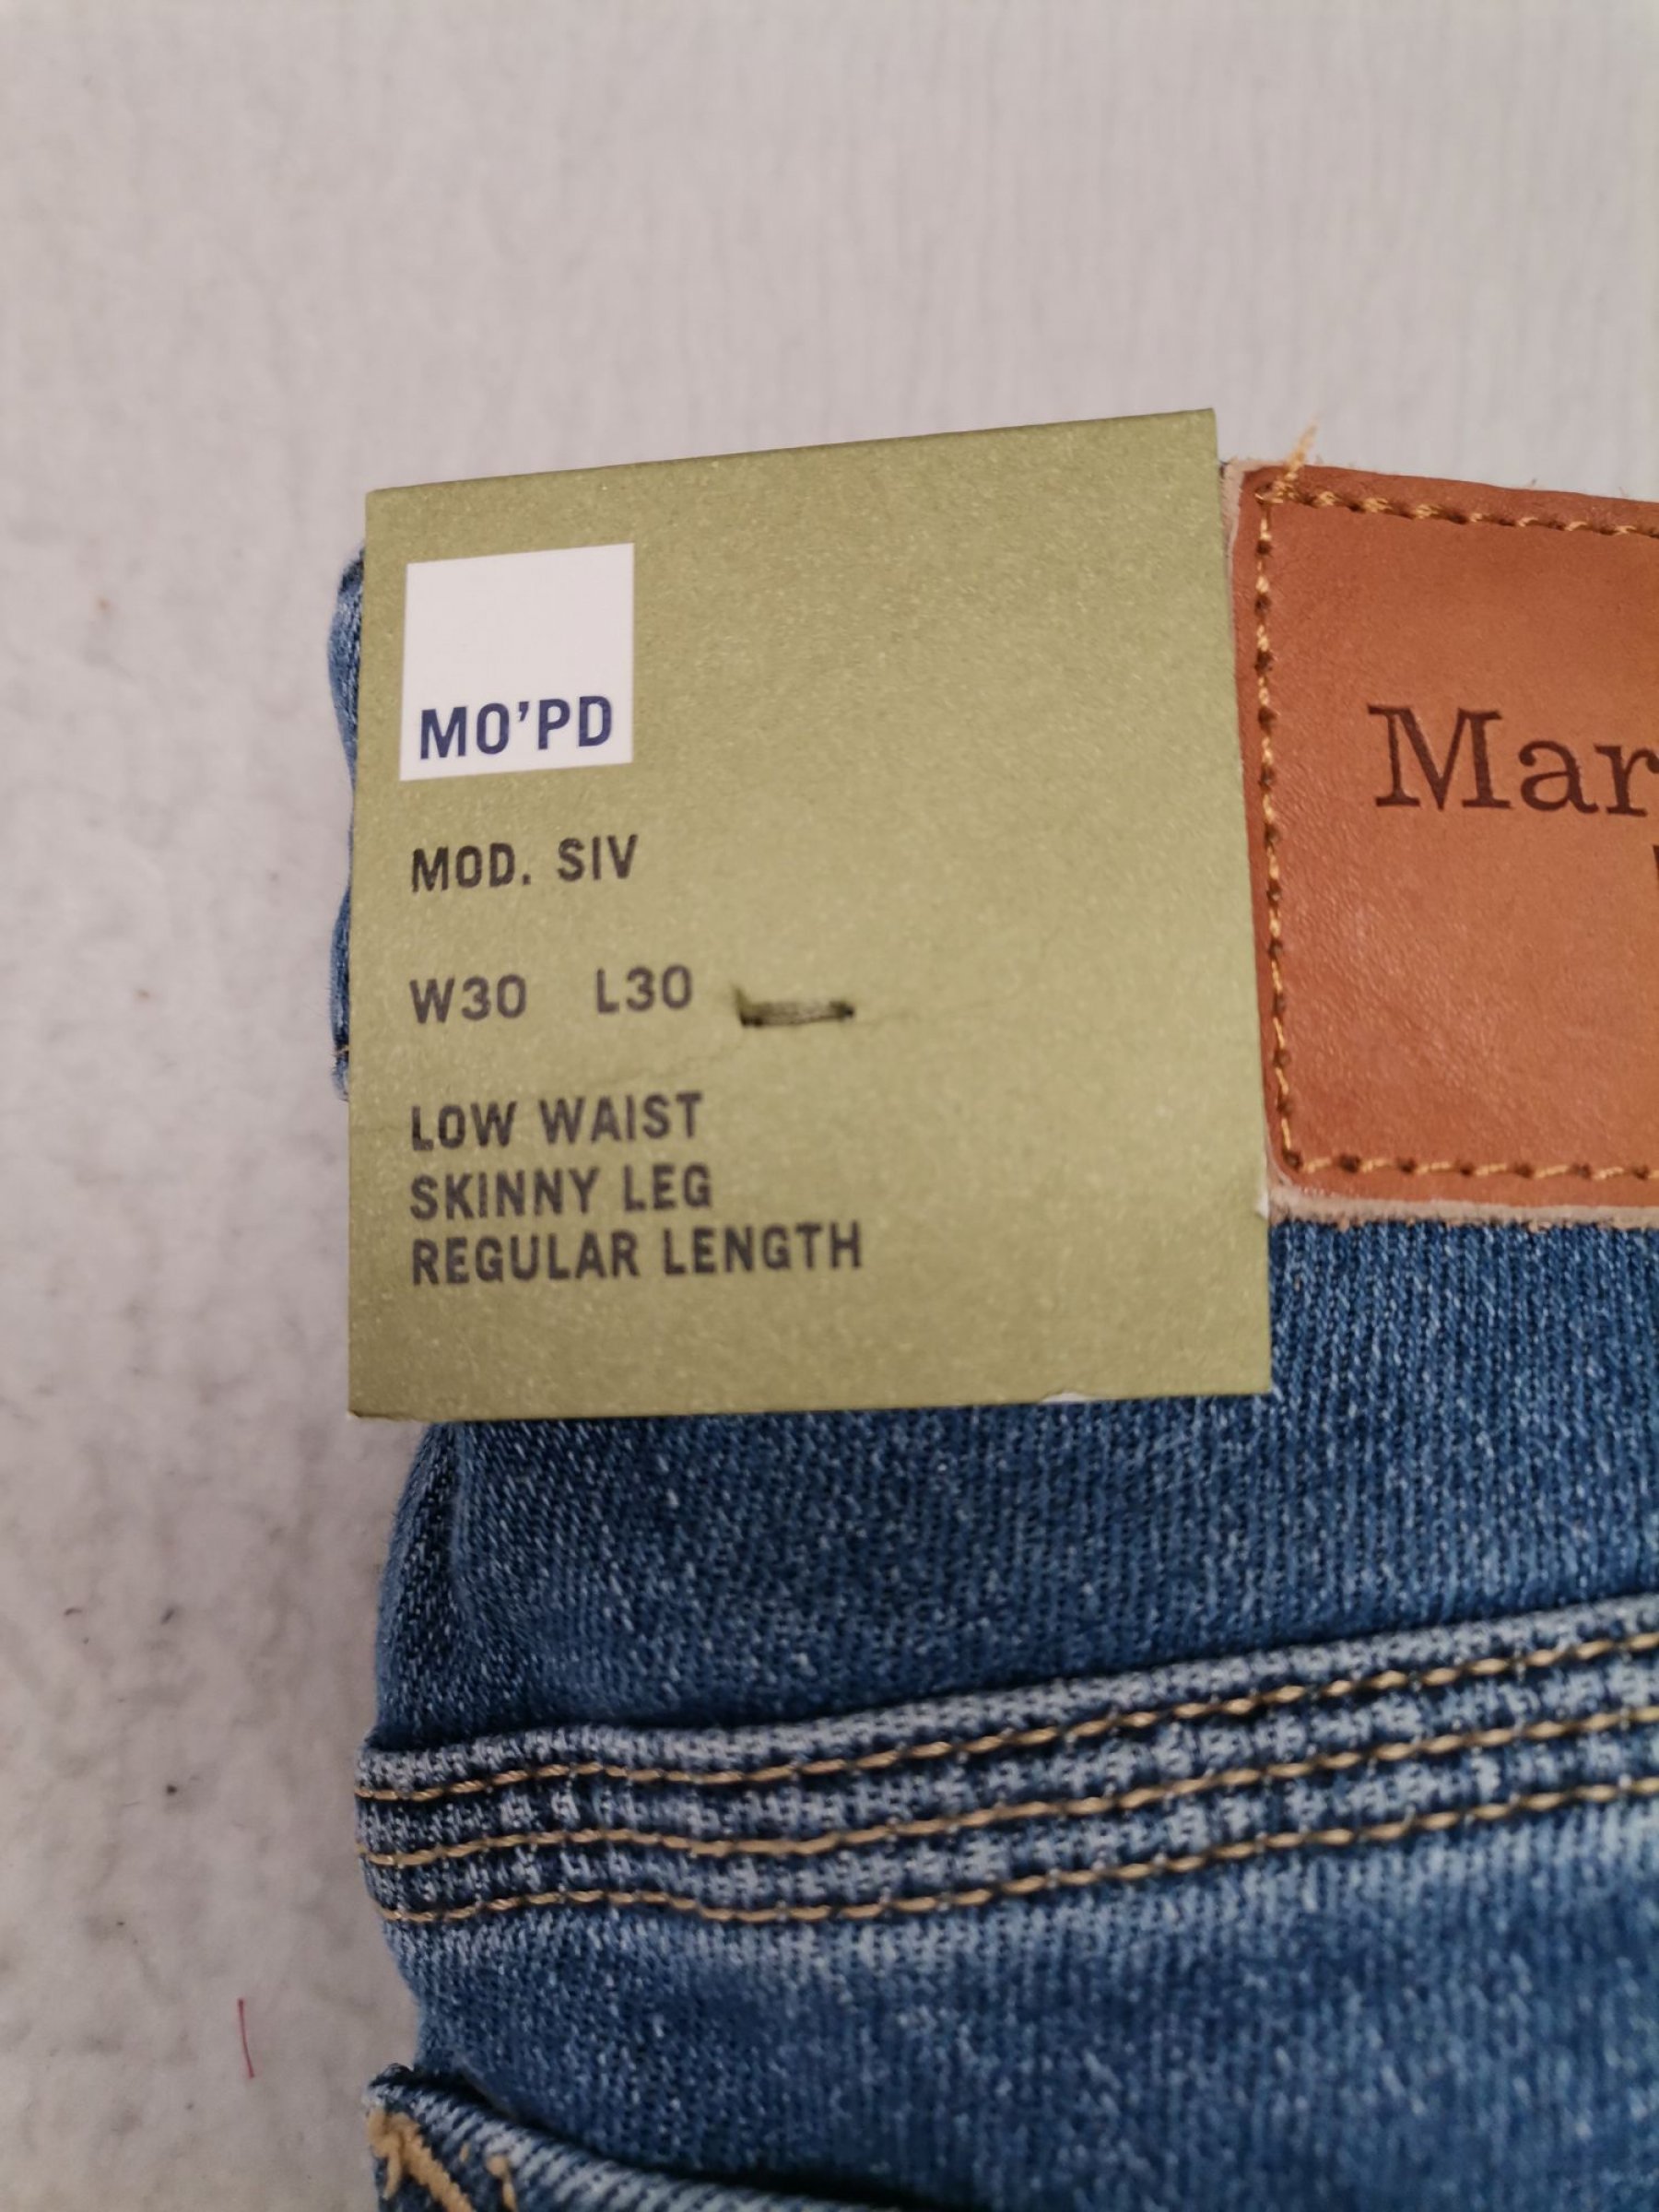 MO'PD
MOD. SIV
W30 L30
LOW WAIST
SKINNY LEG
REGULAR LENGTH
Mar